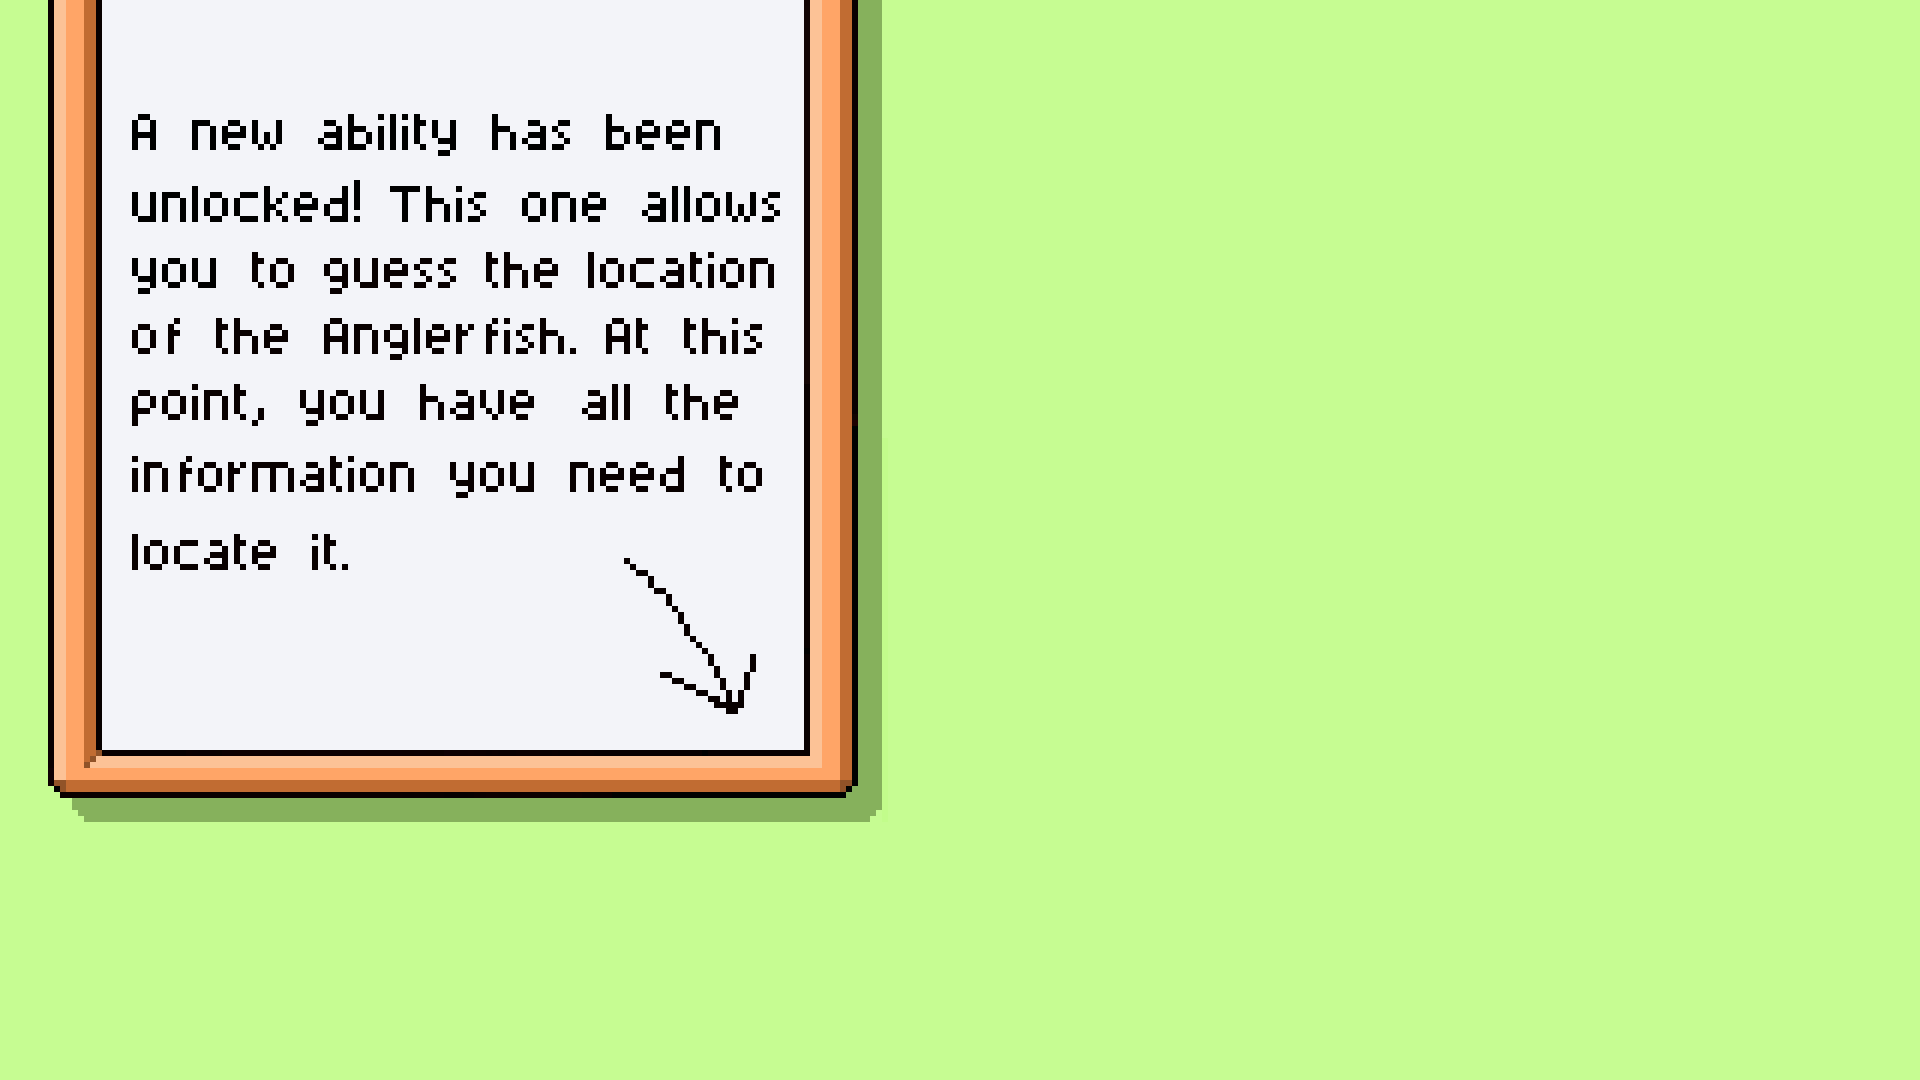 A new ability has been
unlocked! This one allows
you to guess the location
of the Anglerfish. At this
point, you have all the
information you need to
locate it.